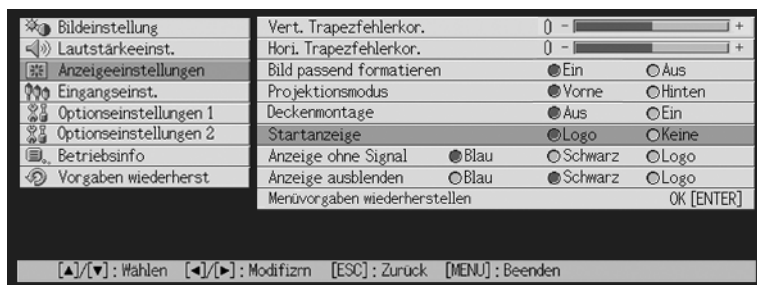 Bildeinstellung
Lautstärkeeinst.
Anzeigeeinstellungen
Eingangseinst.
Optionseinstellungen 1
Optionseinstellungen 2
Betriebsinfo
Vorgaben wiederherst
Vert. Trapezfehlerkor. 0 - +
Hori. Trapezfehlerkor. 0 - +
Bild passend formatieren Ein Aus
Projektionsmodus Vorne Hinten
Deckenmontage Aus Ein
Startanzeige Logo Keine
Anzeige ohne Signal Blau Schwarz Logo
Anzeige ausblenden Blau Schwarz Logo
Menüvorgaben wiederherstellen OK [ENTER]
[▲]/[▼] : Wählen [◀]/[▶] : Modifizrn [ESC] : Zurück [MENU] : Beenden